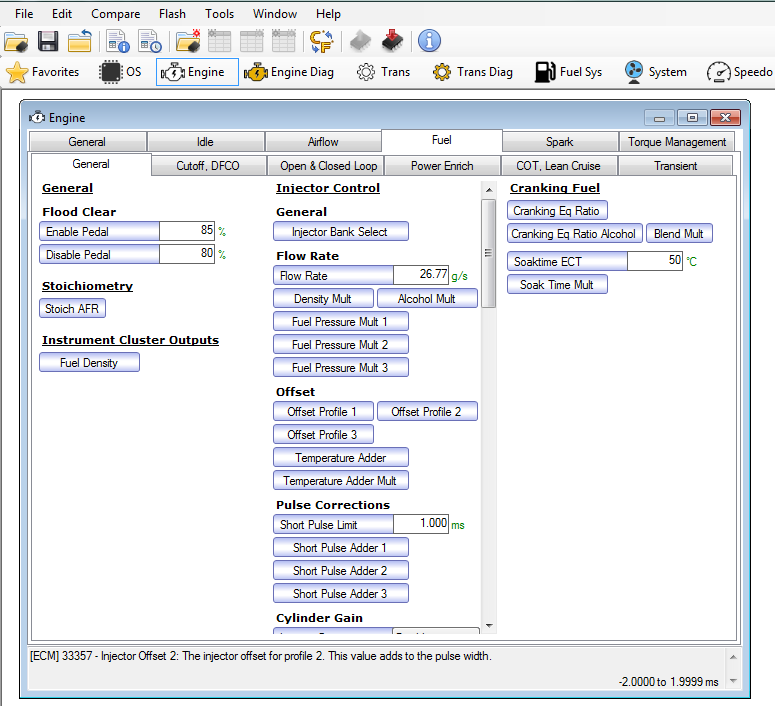 File Edit Compare Flash Tools Window Help
Favorites OS Engine Engine Diag Trans Trans Diag Fuel Sys System Speedo
Engine
General Idle Airflow Fuel Spark Torque Management
General Cutoff, DFCO Open & Closed Loop Power Enrich COT, Lean Cruise Transient
General
Flood Clear
Enable Pedal 85 %
Disable Pedal 80 %
Stoichiometry
Stoich AFR
Instrument Cluster Outputs
Fuel Density
Injector Control
General
Injector Bank Select
Flow Rate
Flow Rate 26.77 g/s
Density Mult Alcohol Mult
Fuel Pressure Mult 1
Fuel Pressure Mult 2
Fuel Pressure Mult 3
Offset
Offset Profile 1 Offset Profile 2
Offset Profile 3
Temperature Adder
Temperature Adder Mult
Pulse Corrections
Short Pulse Limit 1.000 ms
Short Pulse Adder 1
Short Pulse Adder 2
Short Pulse Adder 3
Cylinder Gain
Cranking Fuel
Cranking Eq Ratio
Cranking Eq Ratio Alcohol Blend Mult
Soaktime ECT 50 °C
Soak Time Mult
[ECM] 33357 - Injector Offset 2: The injector offset for profile 2. This value adds to the pulse width.
-2.0000 to 1.9999 ms